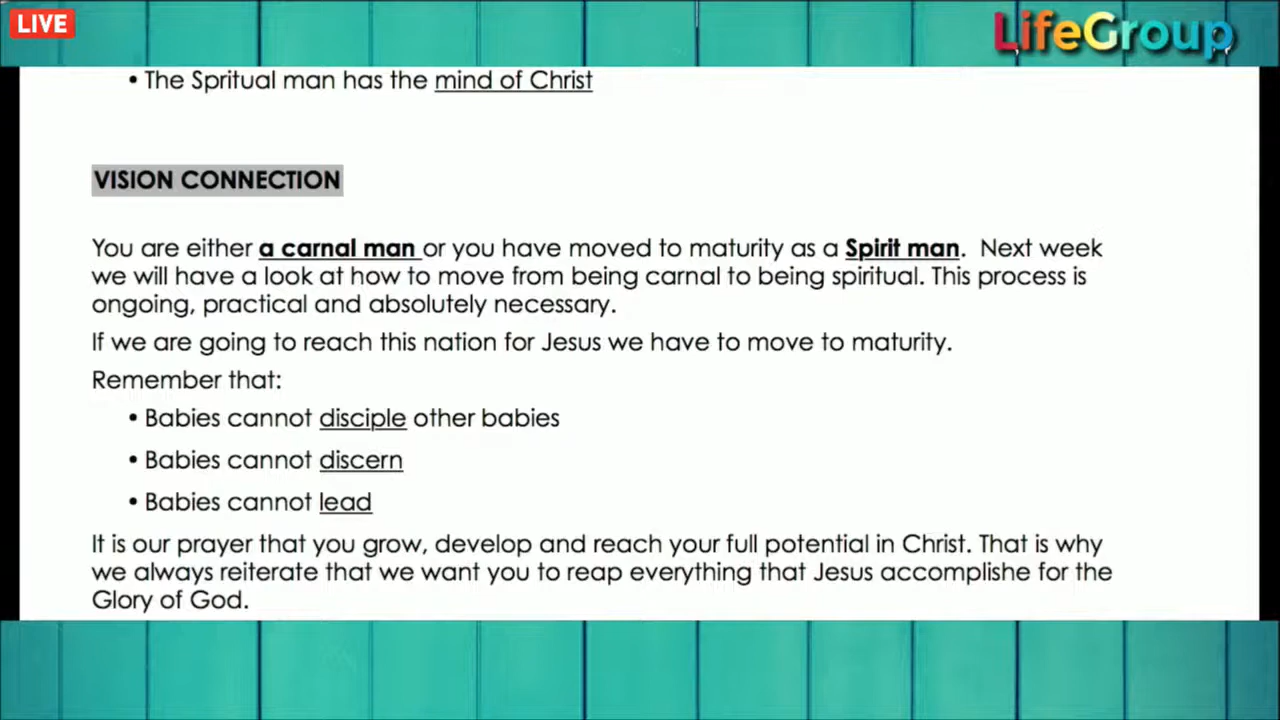 LIVE
LifeGroup
• The Spritual man has the mind of Christ
VISION CONNECTION
You are either a carnal man or you have moved to maturity as a Spirit man. Next week
we will have a look at how to move from being carnal to being spiritual. This process is
ongoing, practical and absolutely necessary.
If we are going to reach this nation for Jesus we have to move to maturity.
Remember that:
• Babies cannot disciple other babies
• Babies cannot discern
• Babies cannot lead
It is our prayer that you grow, develop and reach your full potential in Christ. That is why
we always reiterate that we want you to reap everything that Jesus accomplishe for the
Glory of God.